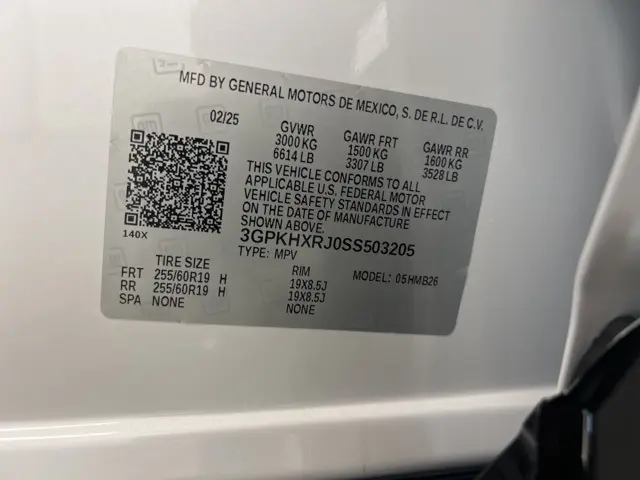 MFD BY GENERAL MOTORS DE MEXICO, S. DE R.L. DE C.V.
02/25 GVWR GAWR FRT GAWR RR
3000 KG 1500 KG 1600 KG
6614 LB 3307 LB 3528 LB
THIS VEHICLE CONFORMS TO ALL
APPLICABLE U.S. FEDERAL MOTOR
VEHICLE SAFETY STANDARDS IN EFFECT
ON THE DATE OF MANUFACTURE
SHOWN ABOVE.
140X
3GPKHXRJ0SS503205
TYPE: MPV
TIRE SIZE RIM MODEL: 05HMB26
FRT 255/60R19 H 19X8.5J
RR 255/60R19 H 19X8.5J
SPA NONE NONE